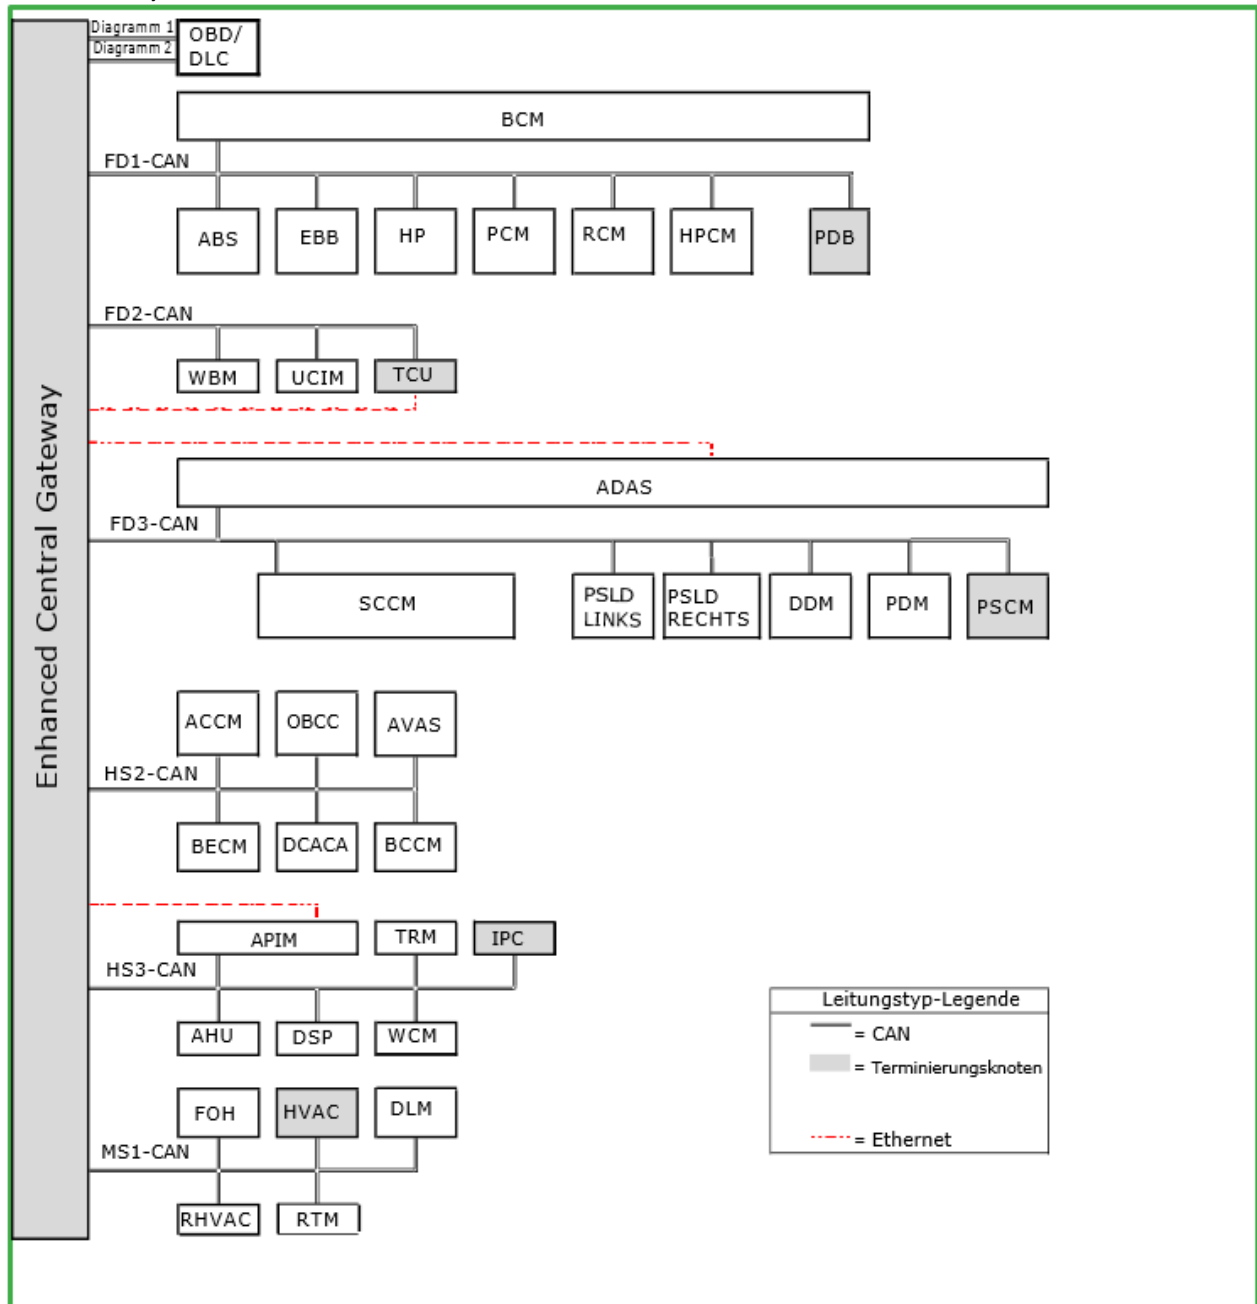 Diagramm 1
Diagramm 2
OBD/
DLC
BCM
FD1-CAN
ABS
EBB
HP
PCM
RCM
HPCM
PDB
FD2-CAN
WBM
UCIM
TCU
Enhanced Central Gateway
ADAS
FD3-CAN
SCCM
PSLD
LINKS
PSLD
RECHTS
DDM
PDM
PSCM
ACCM
OBCC
AVAS
HS2-CAN
BECM
DCACA
BCCM
APIM
TRM
IPC
HS3-CAN
AHU
DSP
WCM
Leitungstyp-Legende
= CAN
= Terminierungsknoten
= Ethernet
FOH
HVAC
DLM
MS1-CAN
RHVAC
RTM